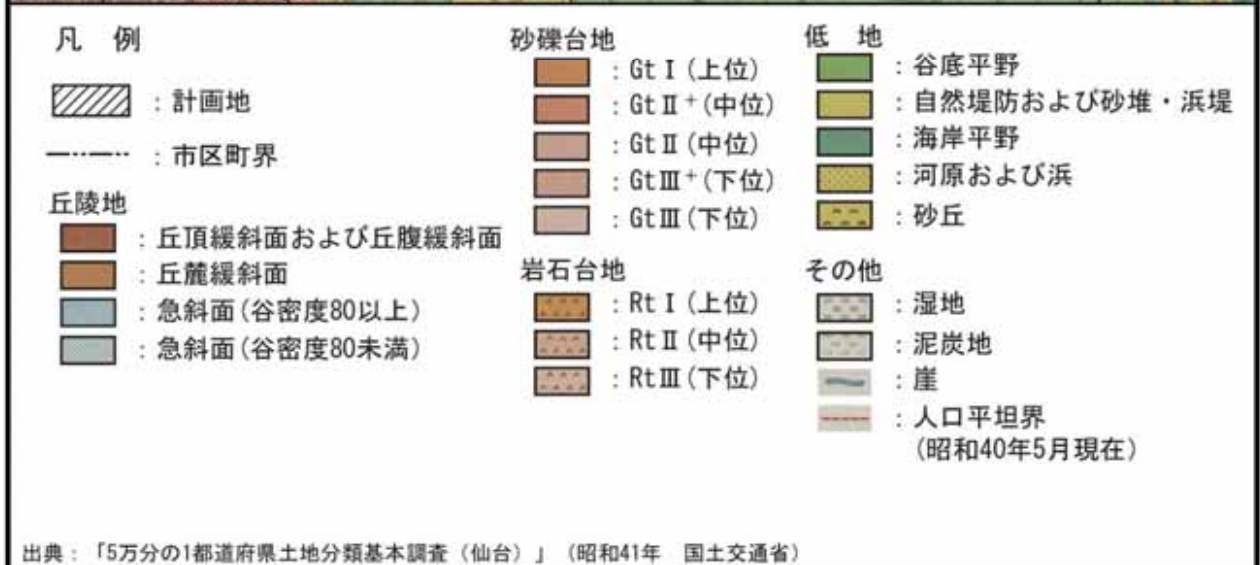 凡 例
：計画地
：市区町界
丘陵地
：丘頂緩斜面および丘腹緩斜面
：丘麓緩斜面
：急斜面(谷密度80以上)
：急斜面(谷密度80未満)
砂礫台地
：GtⅠ(上位)
：GtⅡ⁺(中位)
：GtⅡ(中位)
：GtⅢ⁺(下位)
：GtⅢ(下位)
岩石台地
：RtⅠ(上位)
：RtⅡ(中位)
：RtⅢ(下位)
低 地
：谷底平野
：自然堤防および砂堆・浜堤
：海岸平野
：河原および浜
：砂丘
その他
：湿地
：泥炭地
：崖
：人口平坦界
(昭和40年5月現在)
出典：「5万分の1都道府県土地分類基本調査（仙台）」（昭和41年 国土交通省）